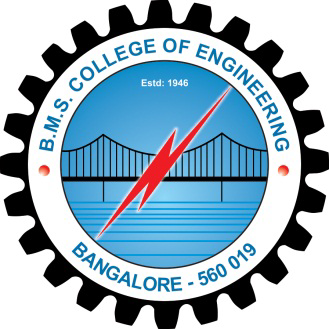 B.M.S. COLLEGE OF ENGINEERING
Estd: 1946
BANGALORE - 560 019